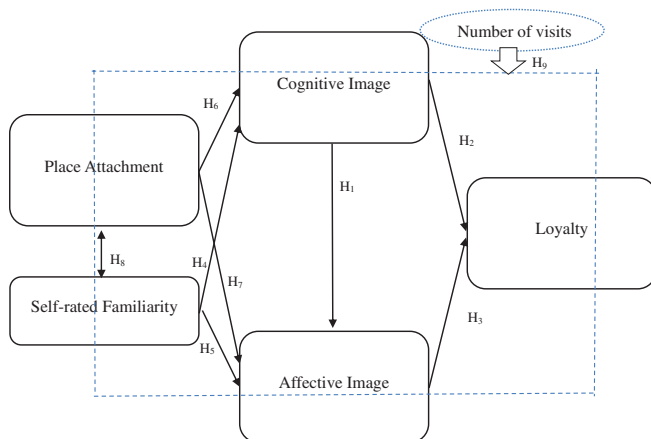 Number of visits
H9
Cognitive Image
H6
H2
Place Attachment
H1
Loyalty
H8
H4
H7
Self-rated Familiarity
H3
H5
Affective Image